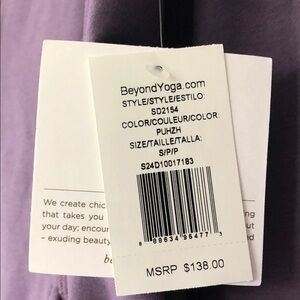 BeyondYoga.com
STYLE/STYLE/ESTILO:
SD2154
COLOR/COULEUR/COLOR:
PUHZH
SIZE/TAILLE/TALLA:
S/P/P
S24D10017183
MSRP $138.00
We create chic
that takes you
your day; encour
– exuding beauty
be